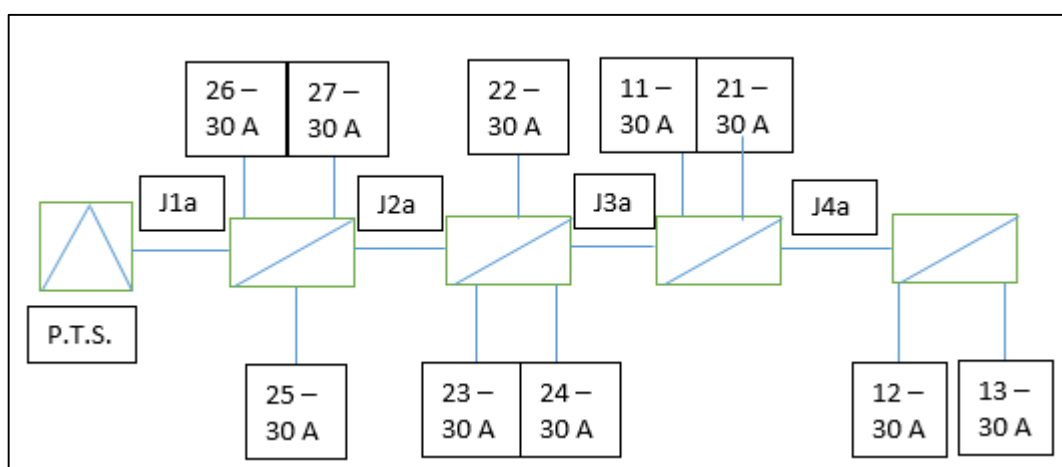 26 –
30 A
27 –
30 A
22 –
30 A
11 –
30 A
21 –
30 A
J1a
J2a
J3a
J4a
P.T.S.
25 –
30 A
23 –
30 A
24 –
30 A
12 –
30 A
13 –
30 A